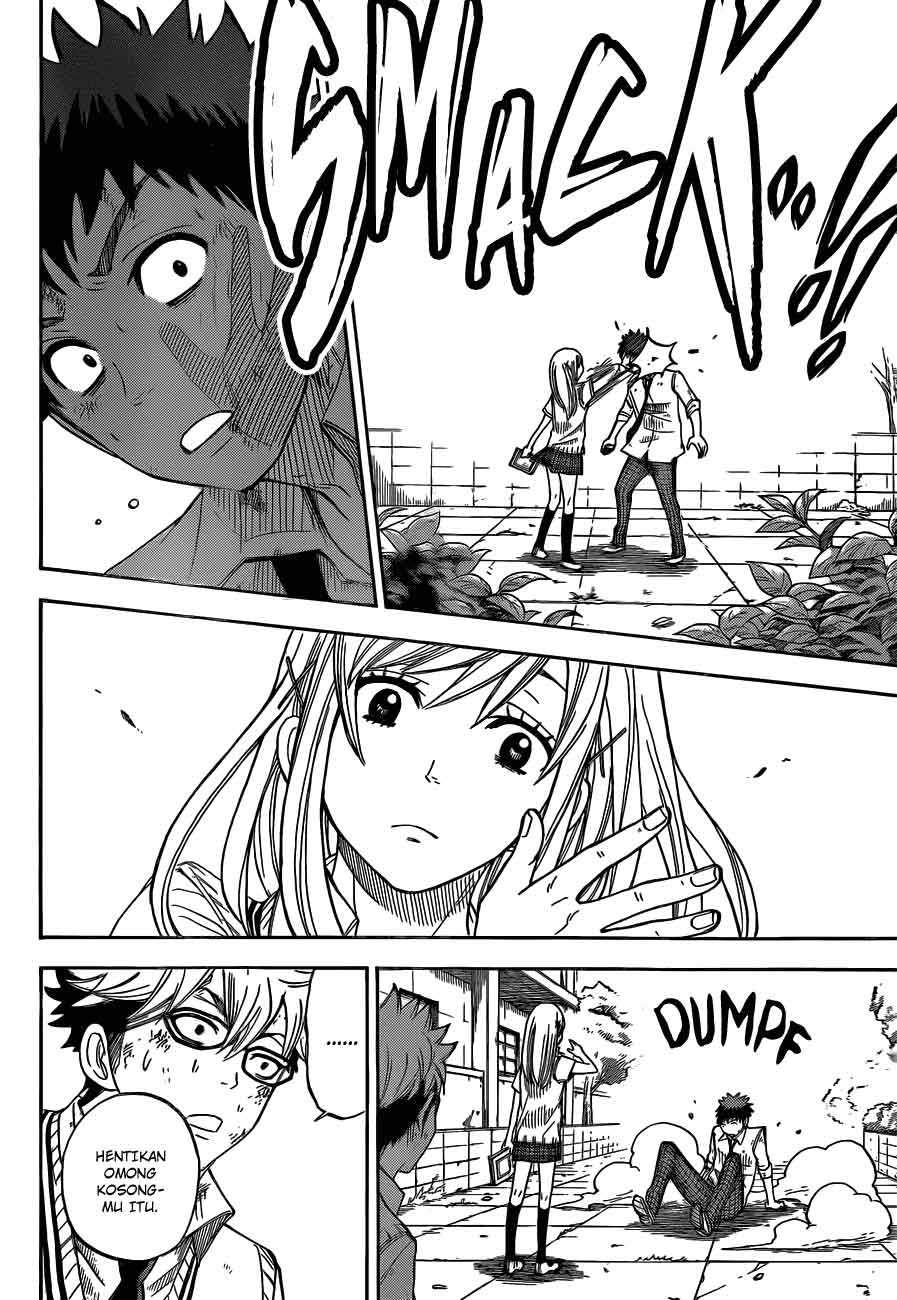 SMACK..!!
DUMPF
........
HENTIKAN
OMONG
KOSONG-
MU ITU.